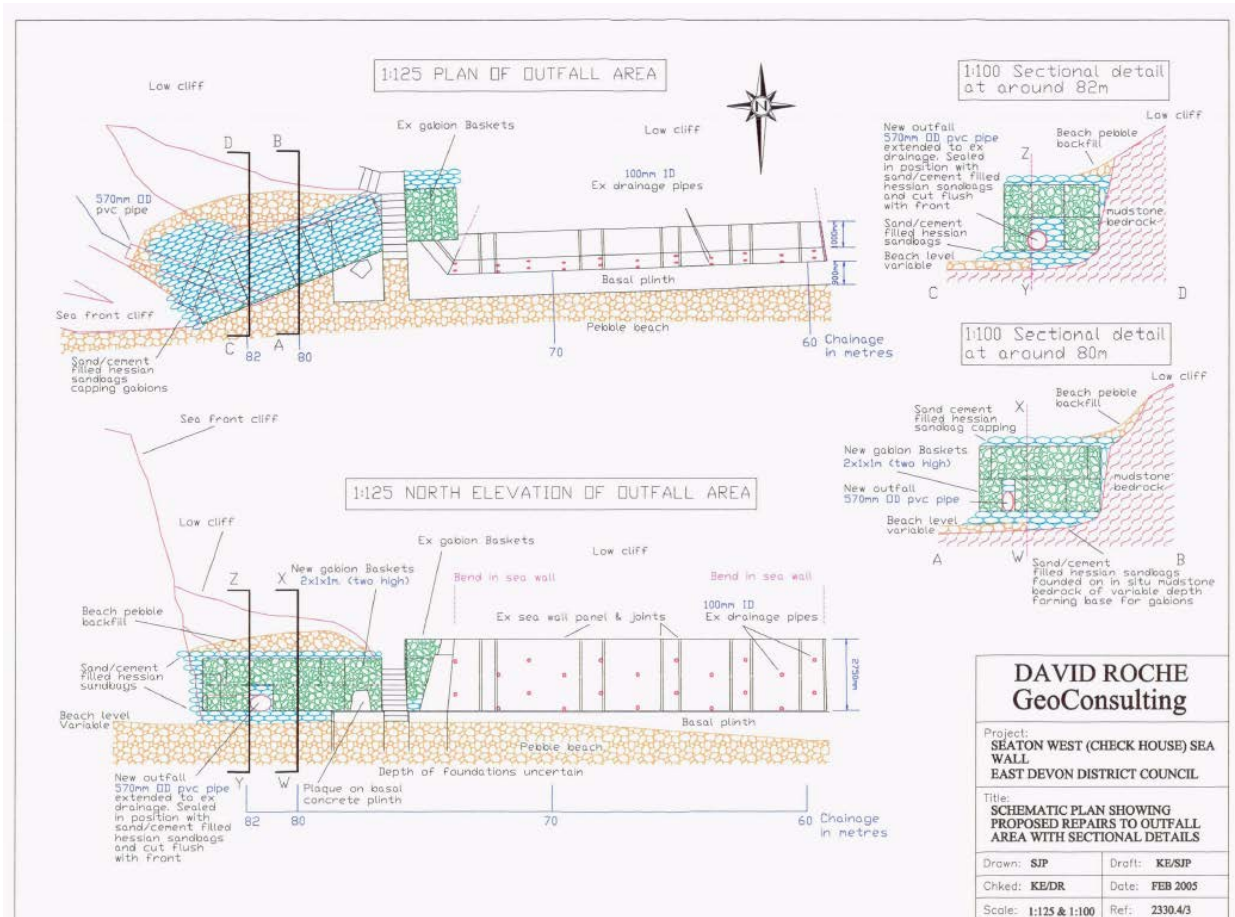 1:125 PLAN OF OUTFALL AREA
Low cliff
Ex gabion Baskets
Low cliff
N
D
B
100mm ID
Ex drainage pipes
570mm OD
pvc pipe
1000mm
900mm
Basal plinth
Sea front cliff
Pebble beach
C
A
82
80
70
60
Chainage
in metres
Sand/cement
filled hessian
sandbags
capping gabions
1:100 Sectional detail
at around 82m
Low cliff
New outfall
570mm OD pvc pipe
extended to ex
drainage. Sealed
in position with
sand/cement filled
hessian sandbags
and cut flush
with front
Z
Beach pebble
backfill
mudstone
bedrock
Sand/cement
filled hessian
sandbags
Beach level
variable
C
Y
D
1:100 Sectional detail
at around 80m
Low cliff
Sand cement
filled hessian
sandbag capping
X
Beach pebble
backfill
New gabion Baskets
2x1x1m (two high)
New outfall
570mm OD pvc pipe
mudstone
bedrock
Beach level
variable
A
W
B
Sand/cement
filled hessian sandbags
founded on in situ mudstone
bedrock of variable depth
forming base for gabions
Sea front cliff
1:125 NORTH ELEVATION OF OUTFALL AREA
Low cliff
Ex gabion Baskets
Low cliff
New gabion Baskets
2x1x1m. (two high)
Bend in sea wall
Bend in sea wall
Z
X
100mm ID
Ex drainage pipes
Ex sea wall panel & joints
Beach pebble
backfill
Sand/cement
filled hessian
sandbags
2750mm
Beach level
Variable
Basal plinth
Pebble beach
Depth of foundations uncertain
Y
W
New outfall
570mm OD pvc pipe
extended to ex
drainage. Sealed
in position with
sand/cement filled
hessian sandbags
and cut flush
with front
Plaque on basal
concrete plinth
82
80
70
60
Chainage
in metres
DAVID ROCHE
GeoConsulting
Project:
SEATON WEST (CHECK HOUSE) SEA
WALL
EAST DEVON DISTRICT COUNCIL
Title:
SCHEMATIC PLAN SHOWING
PROPOSED REPAIRS TO OUTFALL
AREA WITH SECTIONAL DETAILS
Drawn: SJP
Draft: KE/SJP
Chked: KE/DR
Date: FEB 2005
Scale: 1:125 & 1:100
Ref: 2330.4/3